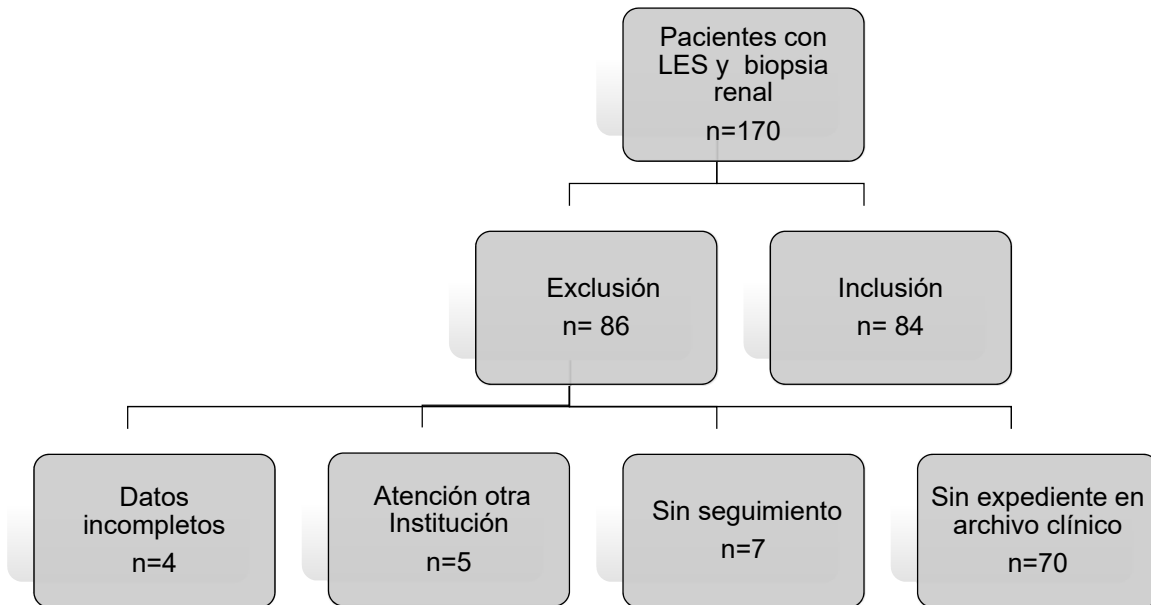 Pacientes con
LES y biopsia
renal
n=170
Exclusión
n= 86
Inclusión
n= 84
Datos
incompletos
n=4
Atención otra
Institución
n=5
Sin seguimiento
n=7
Sin expediente en
archivo clínico
n=70